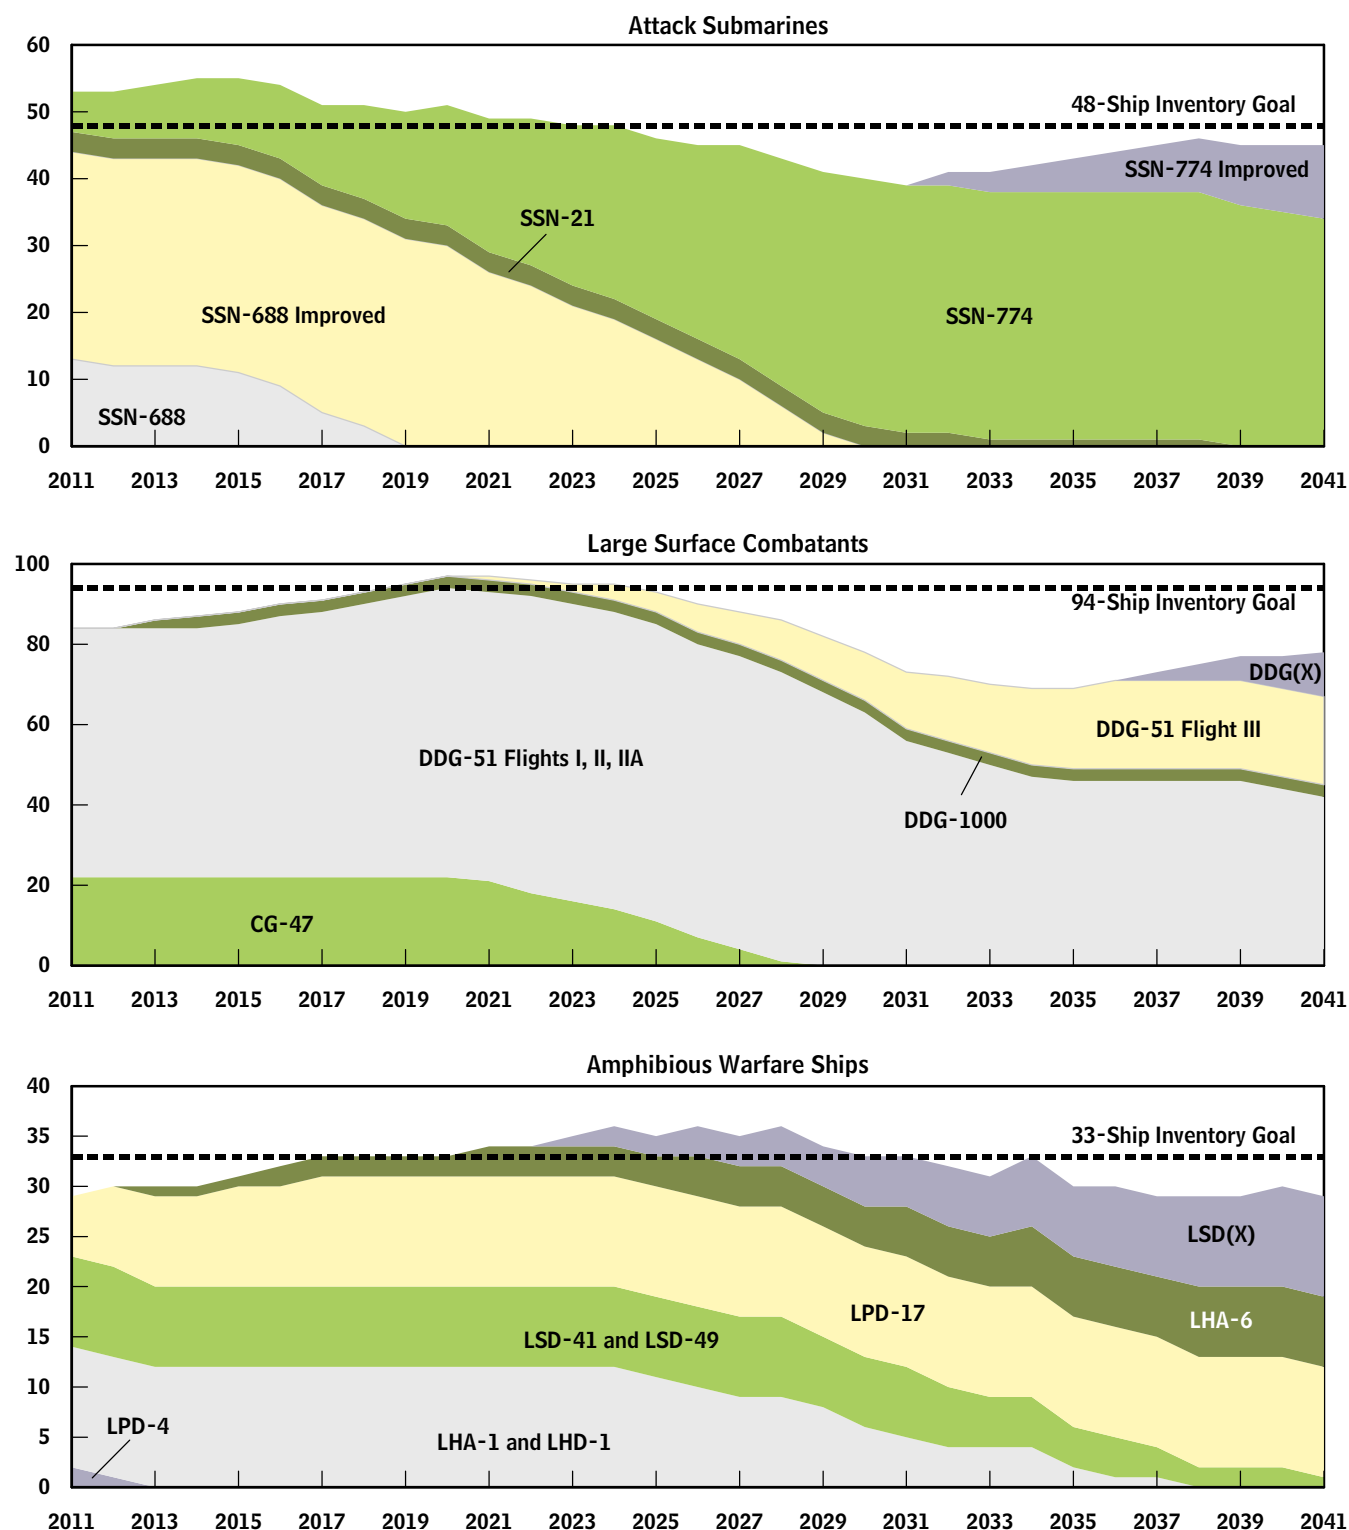 Attack Submarines
60
50
48-Ship Inventory Goal
40
SSN-774 Improved
SSN-21
30
SSN-688 Improved
SSN-774
20
10
SSN-688
0
2011 2013 2015 2017 2019 2021 2023 2025 2027 2029 2031 2033 2035 2037 2039 2041
Large Surface Combatants
100
94-Ship Inventory Goal
80
DDG(X)
DDG-51 Flight III
60
DDG-51 Flights I, II, IIA
DDG-1000
40
20
CG-47
0
2011 2013 2015 2017 2019 2021 2023 2025 2027 2029 2031 2033 2035 2037 2039 2041
Amphibious Warfare Ships
40
35
33-Ship Inventory Goal
30
25
LSD(X)
20
LPD-17
LHA-6
15
LSD-41 and LSD-49
10
LPD-4
LHA-1 and LHD-1
5
0
2011 2013 2015 2017 2019 2021 2023 2025 2027 2029 2031 2033 2035 2037 2039 2041